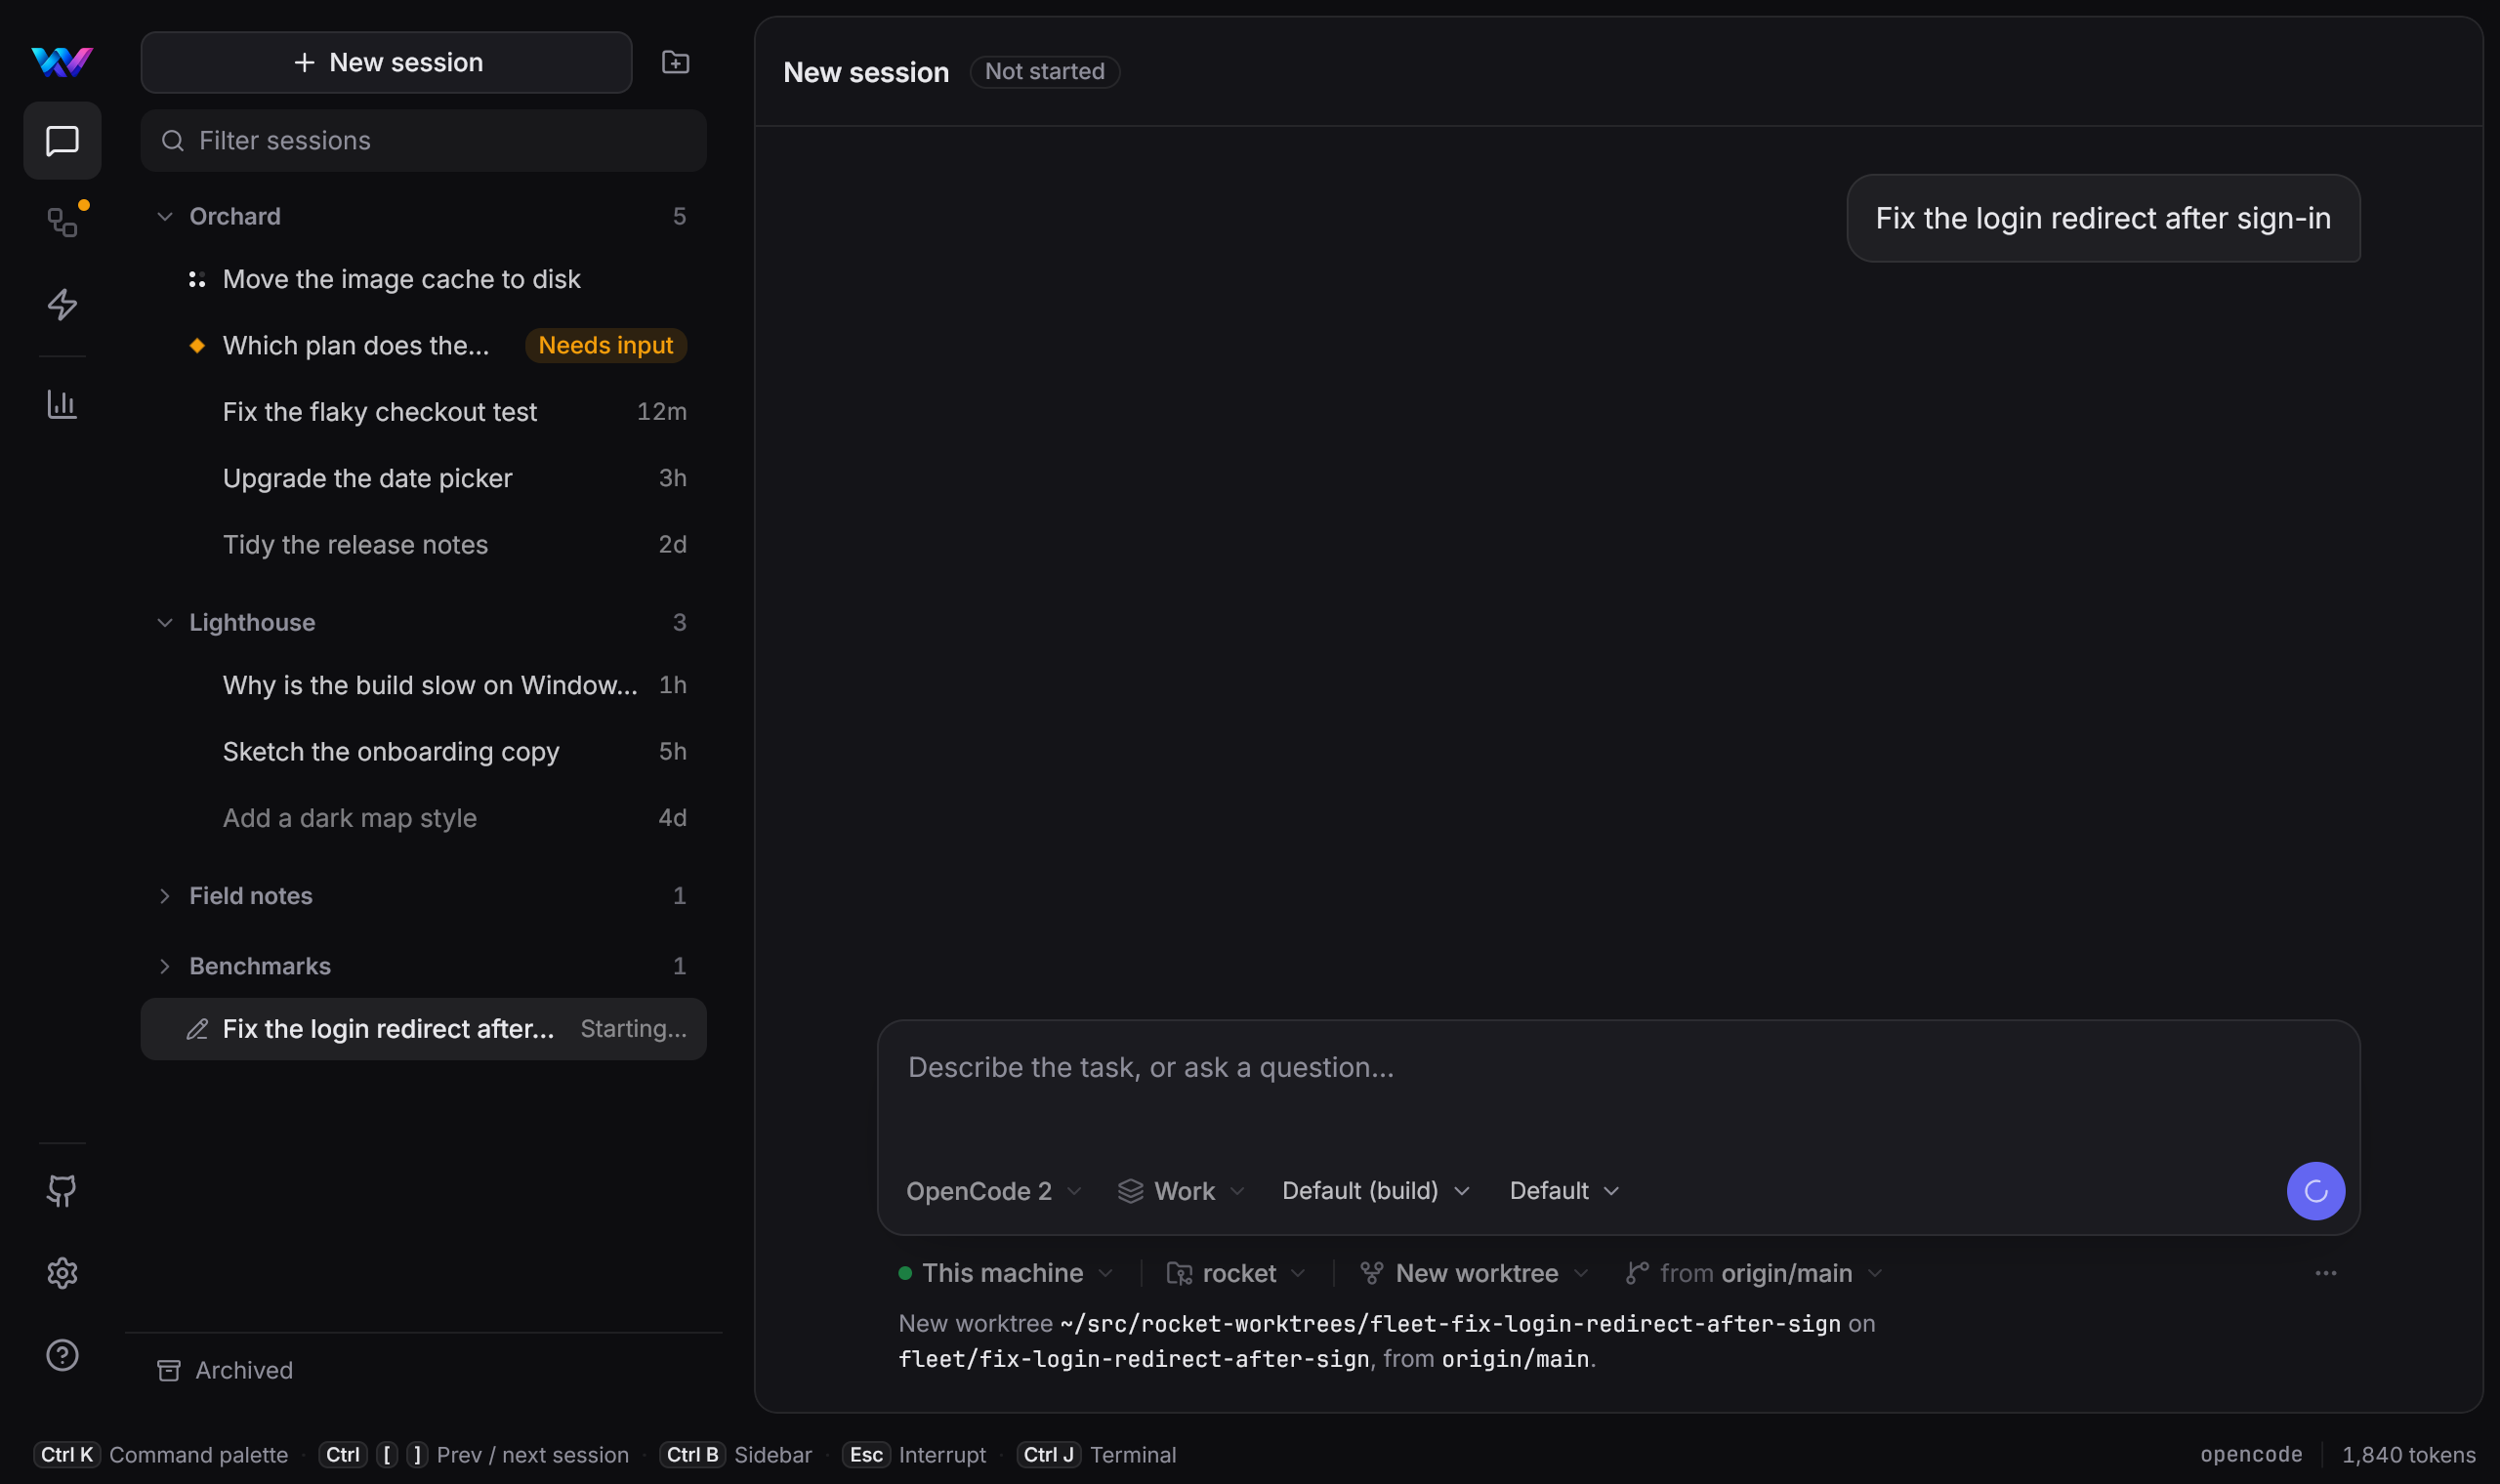 New session
Filter sessions
Orchard 5
Move the image cache to disk
Which plan does the... Needs input
Fix the flaky checkout test 12m
Upgrade the date picker 3h
Tidy the release notes 2d
Lighthouse 3
Why is the build slow on Window... 1h
Sketch the onboarding copy 5h
Add a dark map style 4d
Field notes 1
Benchmarks 1
Fix the login redirect after... Starting...
Archived
New session Not started
Fix the login redirect after sign-in
Describe the task, or ask a question...
OpenCode 2 Work Default (build) Default
This machine rocket New worktree from origin/main
New worktree ~/src/rocket-worktrees/fleet-fix-login-redirect-after-sign on
fleet/fix-login-redirect-after-sign, from origin/main.
Ctrl K Command palette · Ctrl [ ] Prev / next session · Ctrl B Sidebar · Esc Interrupt · Ctrl J Terminal opencode 1,840 tokens